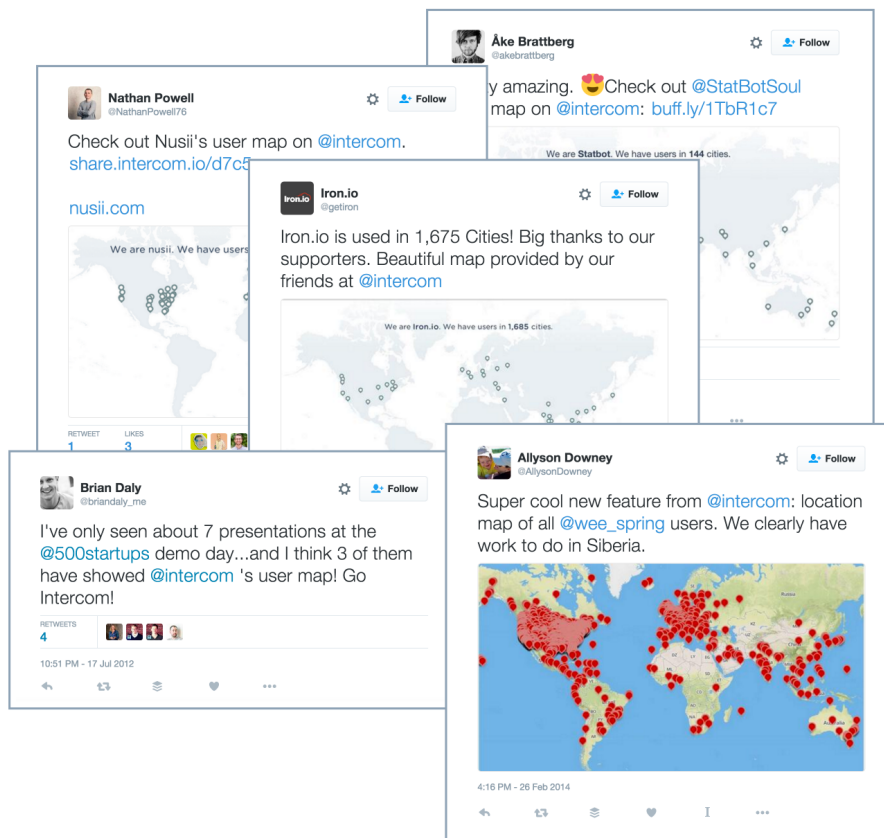 Åke Brattberg
@akebrattberg
Follow
y amazing. 😍Check out @StatBotSoul
map on @intercom: buff.ly/1TbR1c7
We are Statbot. We have users in 144 cities.
Nathan Powell
@NathanPowell76
Follow
Check out Nusii's user map on @intercom.
share.intercom.io/d7c5
nusii.com
We are nusii. We have users
RETWEET LIKES
1 3
Iron.io
Iron.io
@getiron
Follow
Iron.io is used in 1,675 Cities! Big thanks to our
supporters. Beautiful map provided by our
friends at @intercom
We are Iron.io. We have users in 1,685 cities.
Brian Daly
@briandaly_me
Follow
I've only seen about 7 presentations at the
@500startups demo day...and I think 3 of them
have showed @intercom 's user map! Go
Intercom!
RETWEETS
4
10:51 PM - 17 Jul 2012
Allyson Downey
@AllysonDowney
Follow
Super cool new feature from @intercom: location
map of all @wee_spring users. We clearly have
work to do in Siberia.
Russia
Australia
4:16 PM - 26 Feb 2014